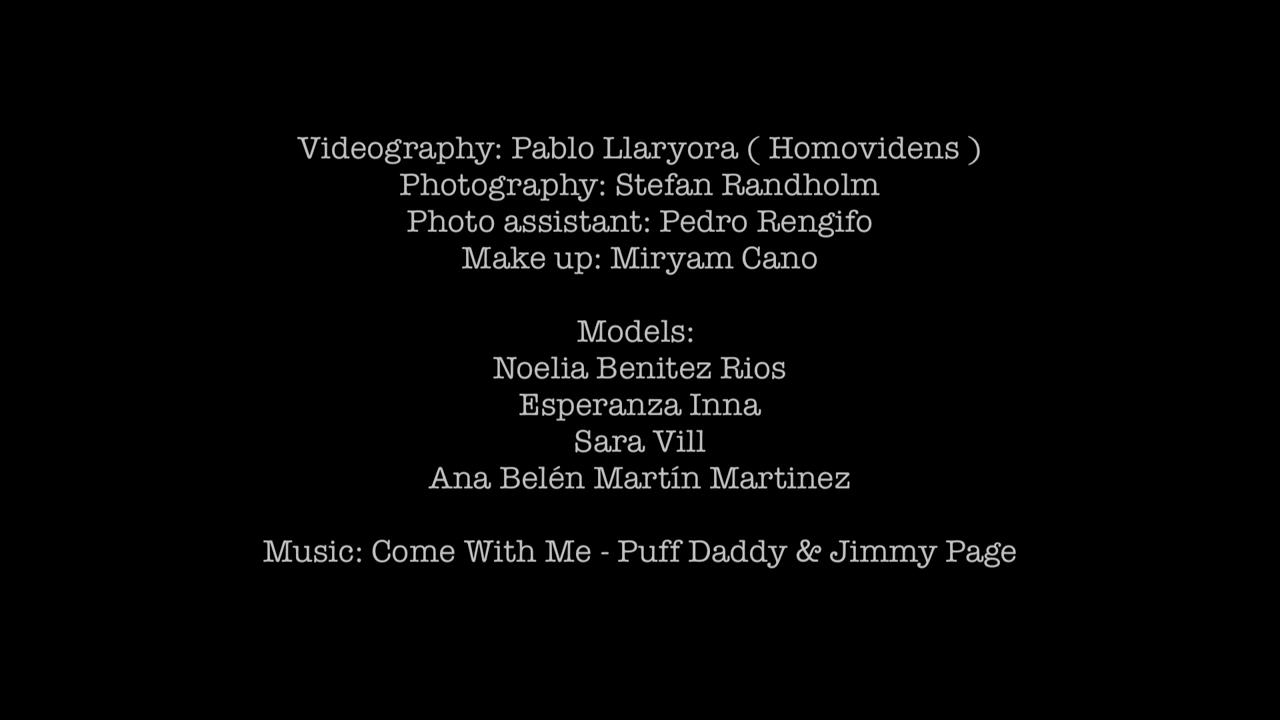 Videography: Pablo Llaryora ( Homovidens )
Photography: Stefan Randholm
Photo assistant: Pedro Rengifo
Make up: Miryam Cano
Models:
Noelia Benitez Rios
Esperanza Inna
Sara Vill
Ana Belén Martín Martinez
Music: Come With Me - Puff Daddy & Jimmy Page